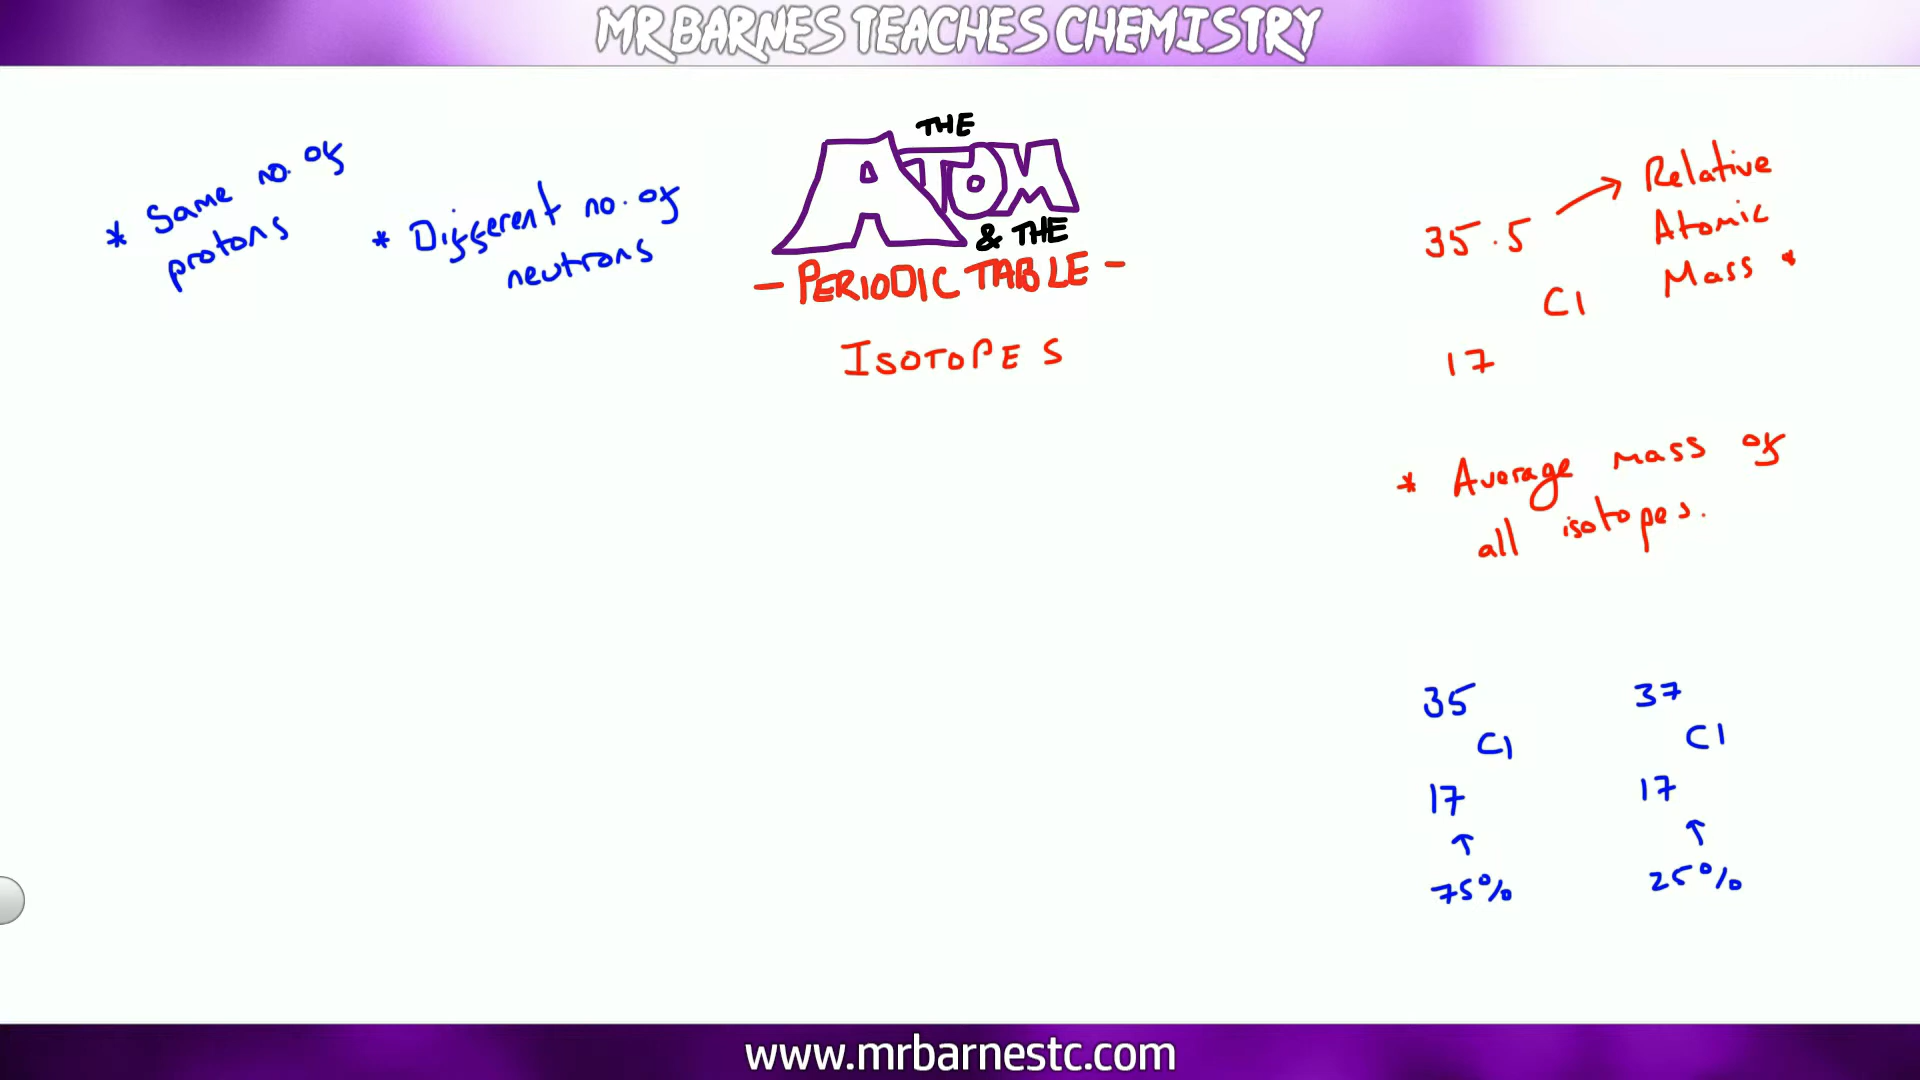 MR BARNES TEACHES CHEMISTRY
* Same no. of
protons
* Different no. of
neutrons
THE
ATOM
& THE
- PERIODIC TABLE -
ISOTOPES
35.5 → Relative
Atomic
Mass *
Cl
17
* Average mass of
all isotopes.
35
Cl
17
↑
75%
37
Cl
17
↑
25%
www.mrbarnestc.com